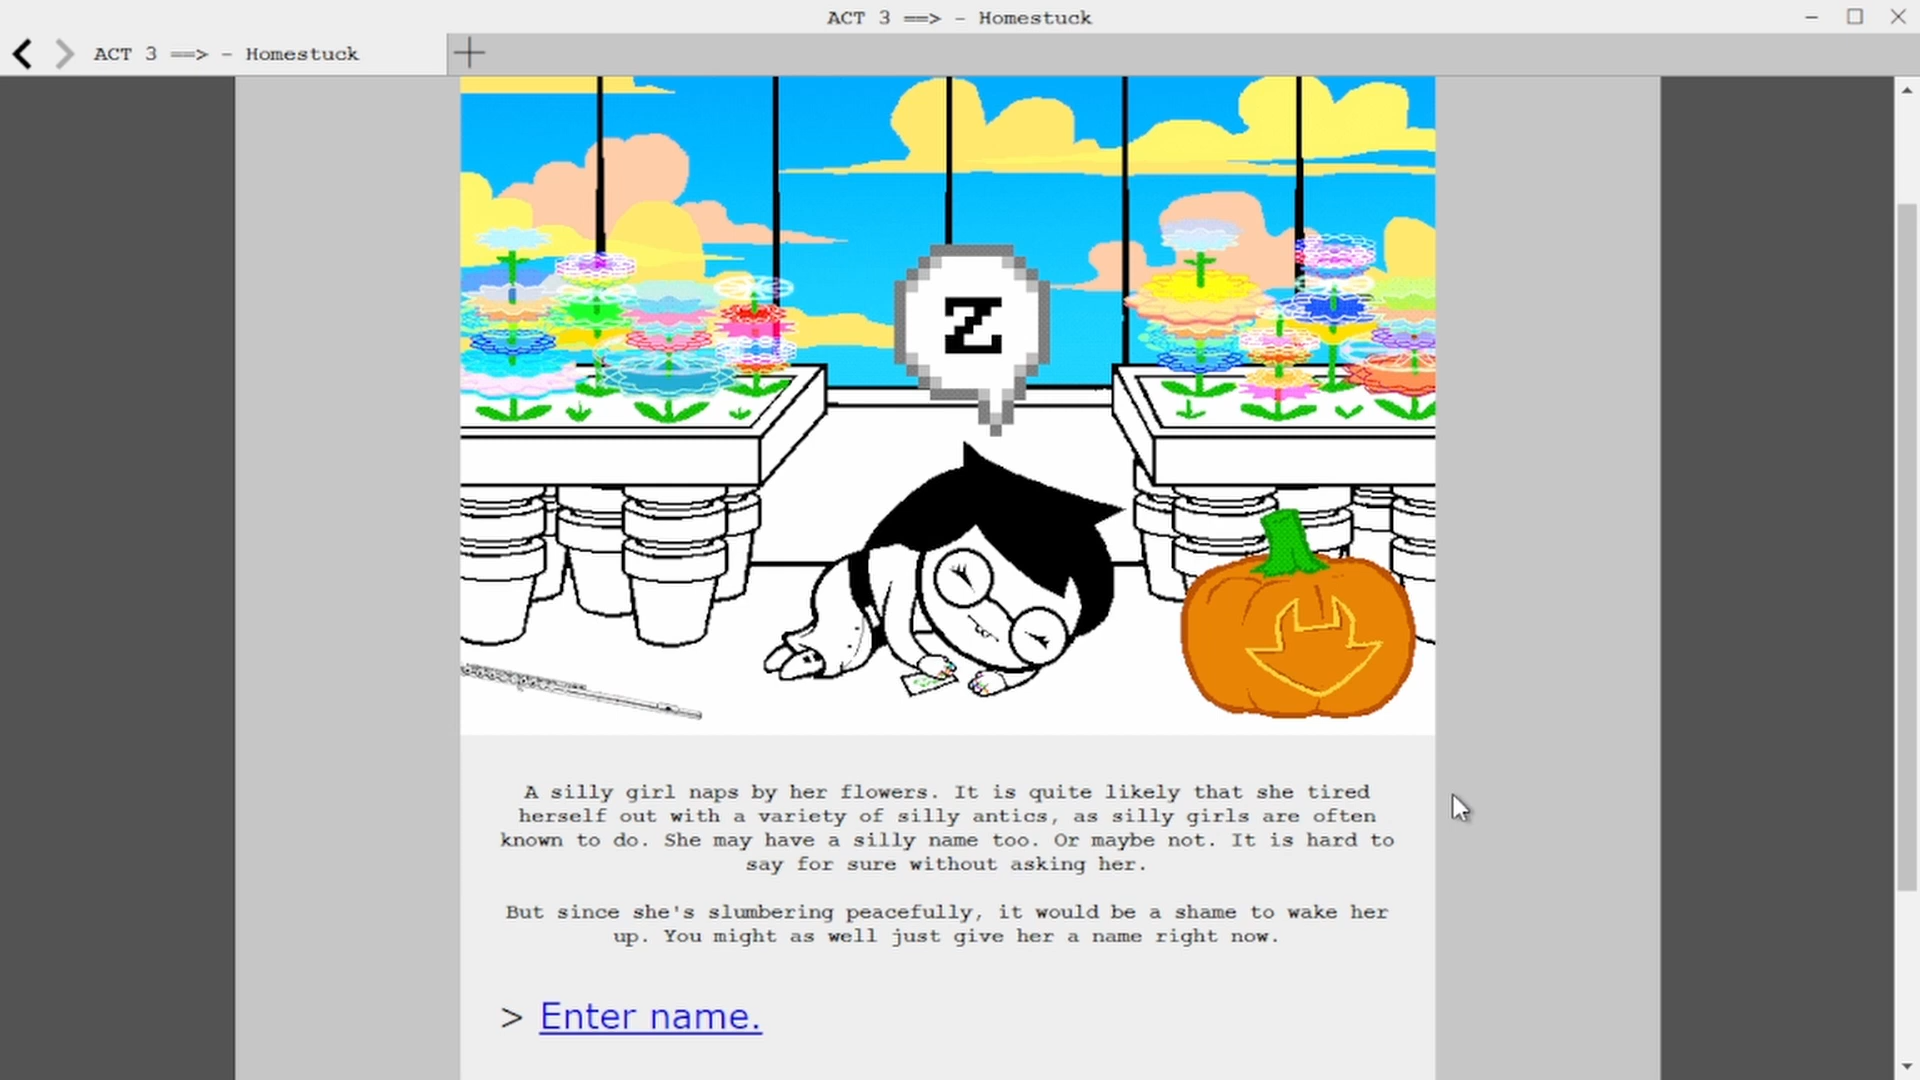 ACT 3 ==> - Homestuck
ACT 3 ==> - Homestuck
Z
A silly girl naps by her flowers. It is quite likely that she tired
herself out with a variety of silly antics, as silly girls are often
known to do. She may have a silly name too. Or maybe not. It is hard to
say for sure without asking her.
But since she's slumbering peacefully, it would be a shame to wake her
up. You might as well just give her a name right now.
> Enter name.